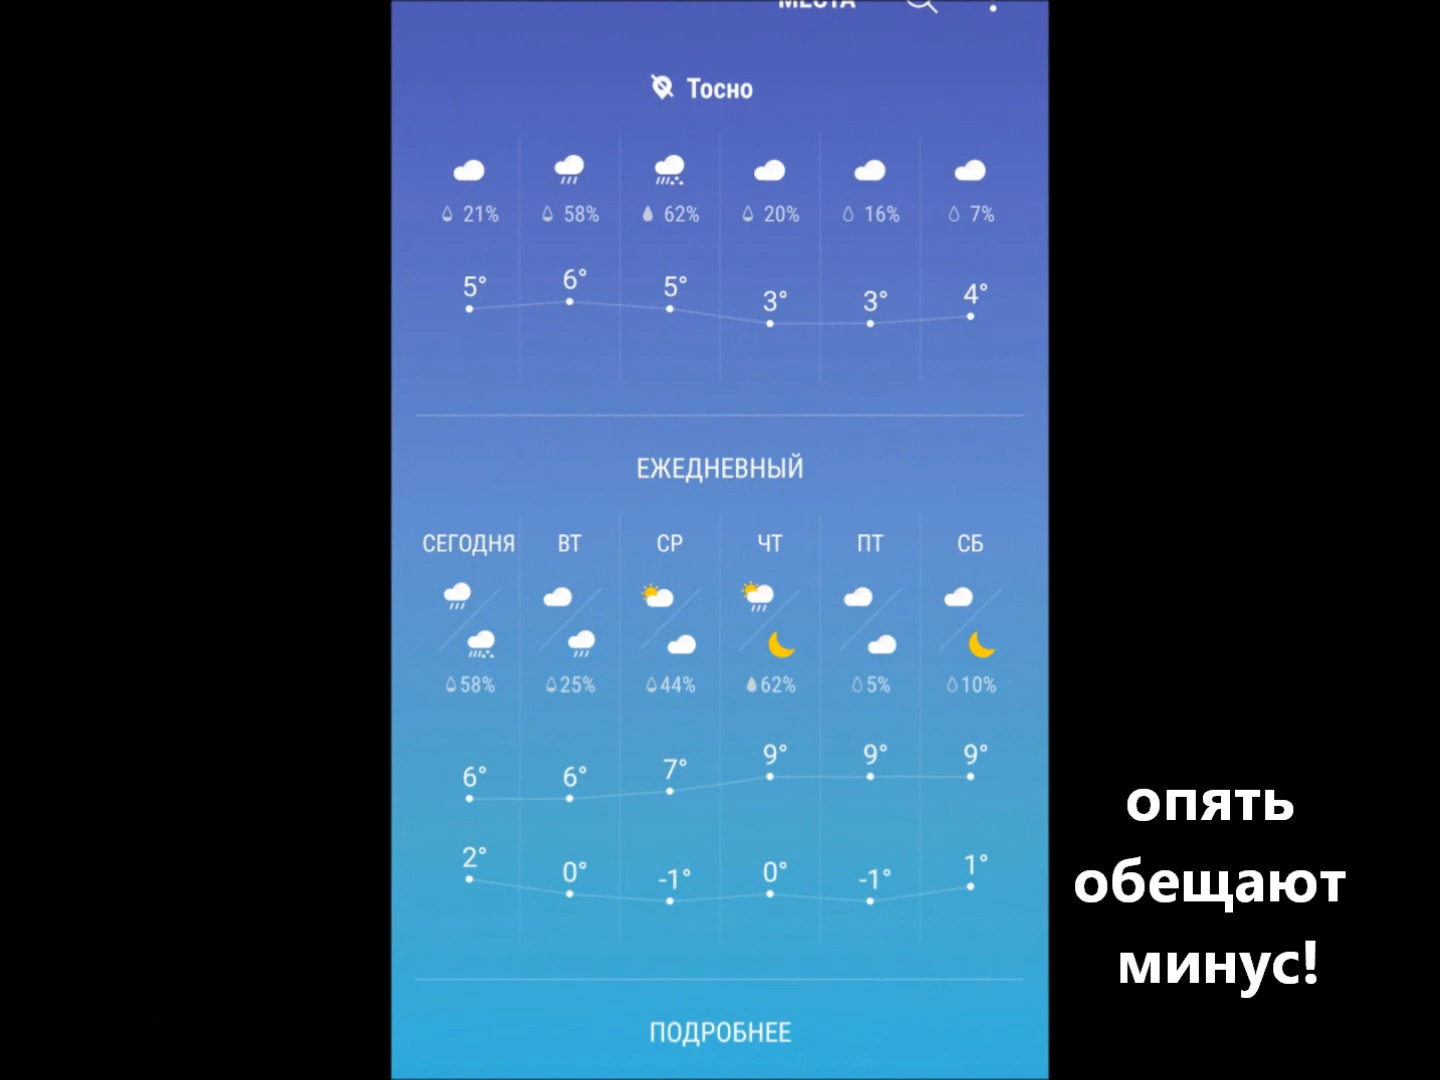 МЕСТА
Тосно
21% 58% 62% 20% 16% 7%
5° 6° 5° 3° 3° 4°
ЕЖЕДНЕВНЫЙ
СЕГОДНЯ ВТ СР ЧТ ПТ СБ
58% 25% 44% 62% 5% 10%
6° 6° 7° 9° 9° 9°
2° 0° -1° 0° -1° 1°
ПОДРОБНЕЕ
опять
обещают
минус!